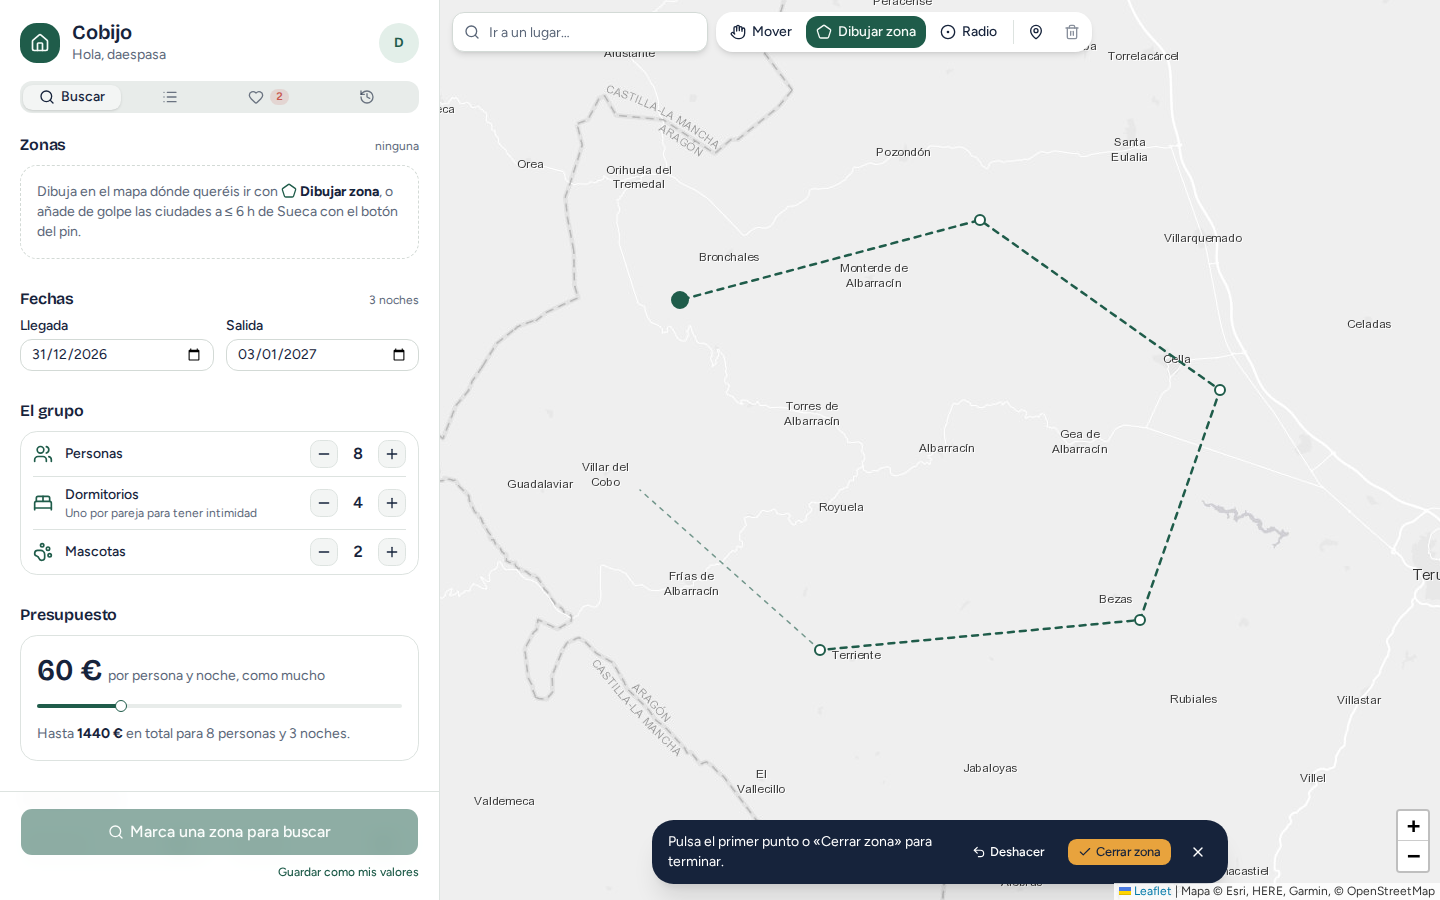 Cobijo
Hola, daespasa
D
Buscar
2
Zonas
ninguna
Dibuja en el mapa dónde queréis ir con Dibujar zona, o
añade de golpe las ciudades a ≤ 6 h de Sueca con el botón
del pin.
Fechas
3 noches
Llegada
Salida
31/12/2026
03/01/2027
El grupo
Personas
8
Dormitorios
Uno por pareja para tener intimidad
4
Mascotas
2
Presupuesto
60 € por persona y noche, como mucho
Hasta 1440 € en total para 8 personas y 3 noches.
Marca una zona para buscar
Guardar como mis valores
Ir a un lugar...
Mover
Dibujar zona
Radio
Peracense
Alustante
Torrelacárcel
CASTILLA-LA MANCHA
ARAGÓN
Orea
Orihuela del
Tremedal
Pozondón
Santa
Eulalia
Bronchales
Monterde de
Albarracín
Villarquemado
Celadas
Cella
Torres de
Albarracín
Albarracín
Gea de
Albarracín
Villar del
Cobo
Guadalaviar
Royuela
Frías de
Albarracín
Bezas
Terriente
ARAGÓN
CASTILLA-LA MANCHA
Rubiales
Villastar
El
Vallecillo
Jabaloyas
Villel
Valdemeca
Pulsa el primer punto o «Cerrar zona» para
terminar.
Deshacer
Cerrar zona
+
−
Leaflet | Mapa © Esri, HERE, Garmin, © OpenStreetMap